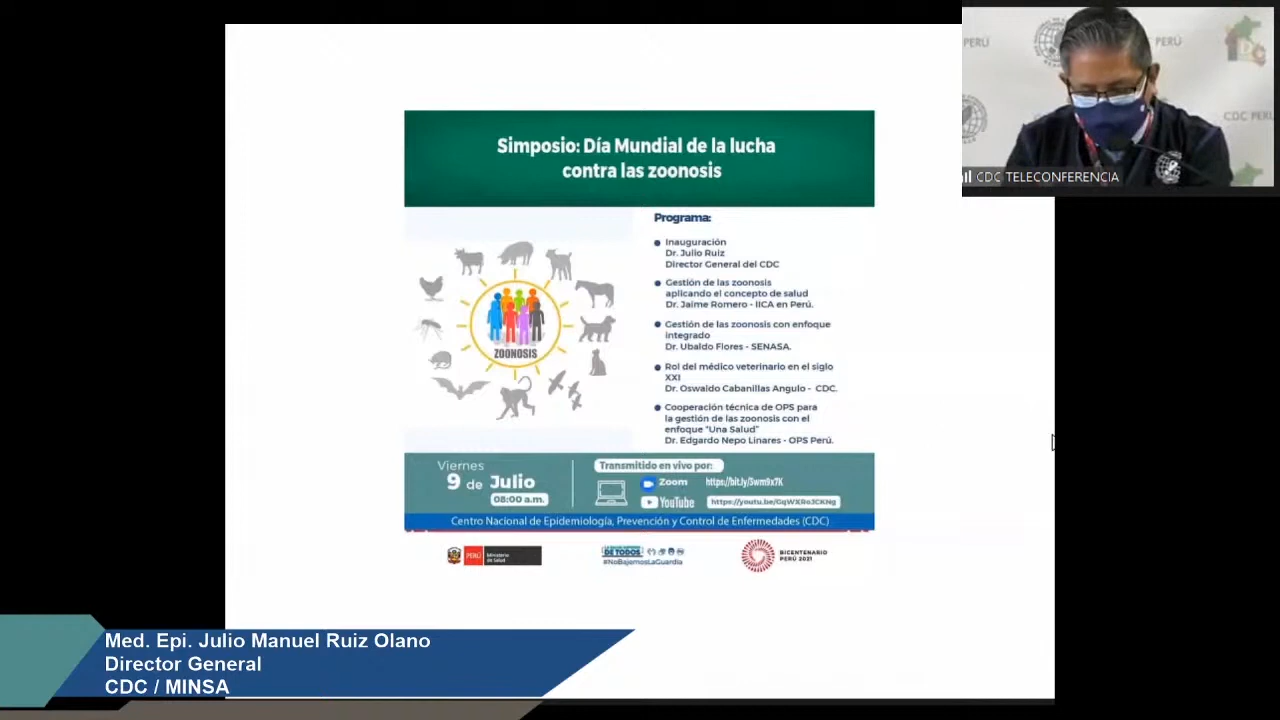 Simposio: Día Mundial de la lucha
contra las zoonosis
Programa:
Inauguración
Dr. Julio Ruiz
Director General del CDC
Gestión de las zoonosis
aplicando el concepto de salud
Dr. Jaime Romero - IICA en Perú.
Gestión de las zoonosis con enfoque
integrado
Dr. Ubaldo Flores - SENASA.
Rol del médico veterinario en el siglo
XXI
Dr. Oswaldo Cabanillas Angulo - CDC.
Cooperación técnica de OPS para
la gestión de las zoonosis con el
enfoque "Una Salud"
Dr. Edgardo Nepo Linares - OPS Perú.
ZOONOSIS
Viernes
9 de Julio
08:00 a.m.
Transmitido en vivo por:
Zoom
YouTube
Centro Nacional de Epidemiología, Prevención y Control de Enfermedades (CDC)
PERÚ
Ministerio
de Salud
DE TODOS
#NoBajemosLaGuardia
BICENTENARIO
PERÚ 2021
PERÚ
DC PERÚ
CDC PERÚ
CDC TELECONFERENCIA
Med. Epi. Julio Manuel Ruiz Olano
Director General
CDC / MINSA